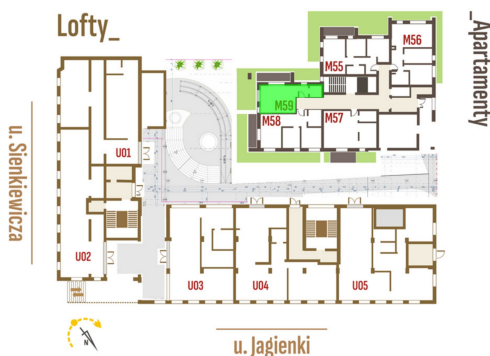 Lofty_
_Apartamenty
M56
M55
M59
M58
M57
u. Sienkiewicza
U01
U02
U03
U04
U05
N
u. Jagienki